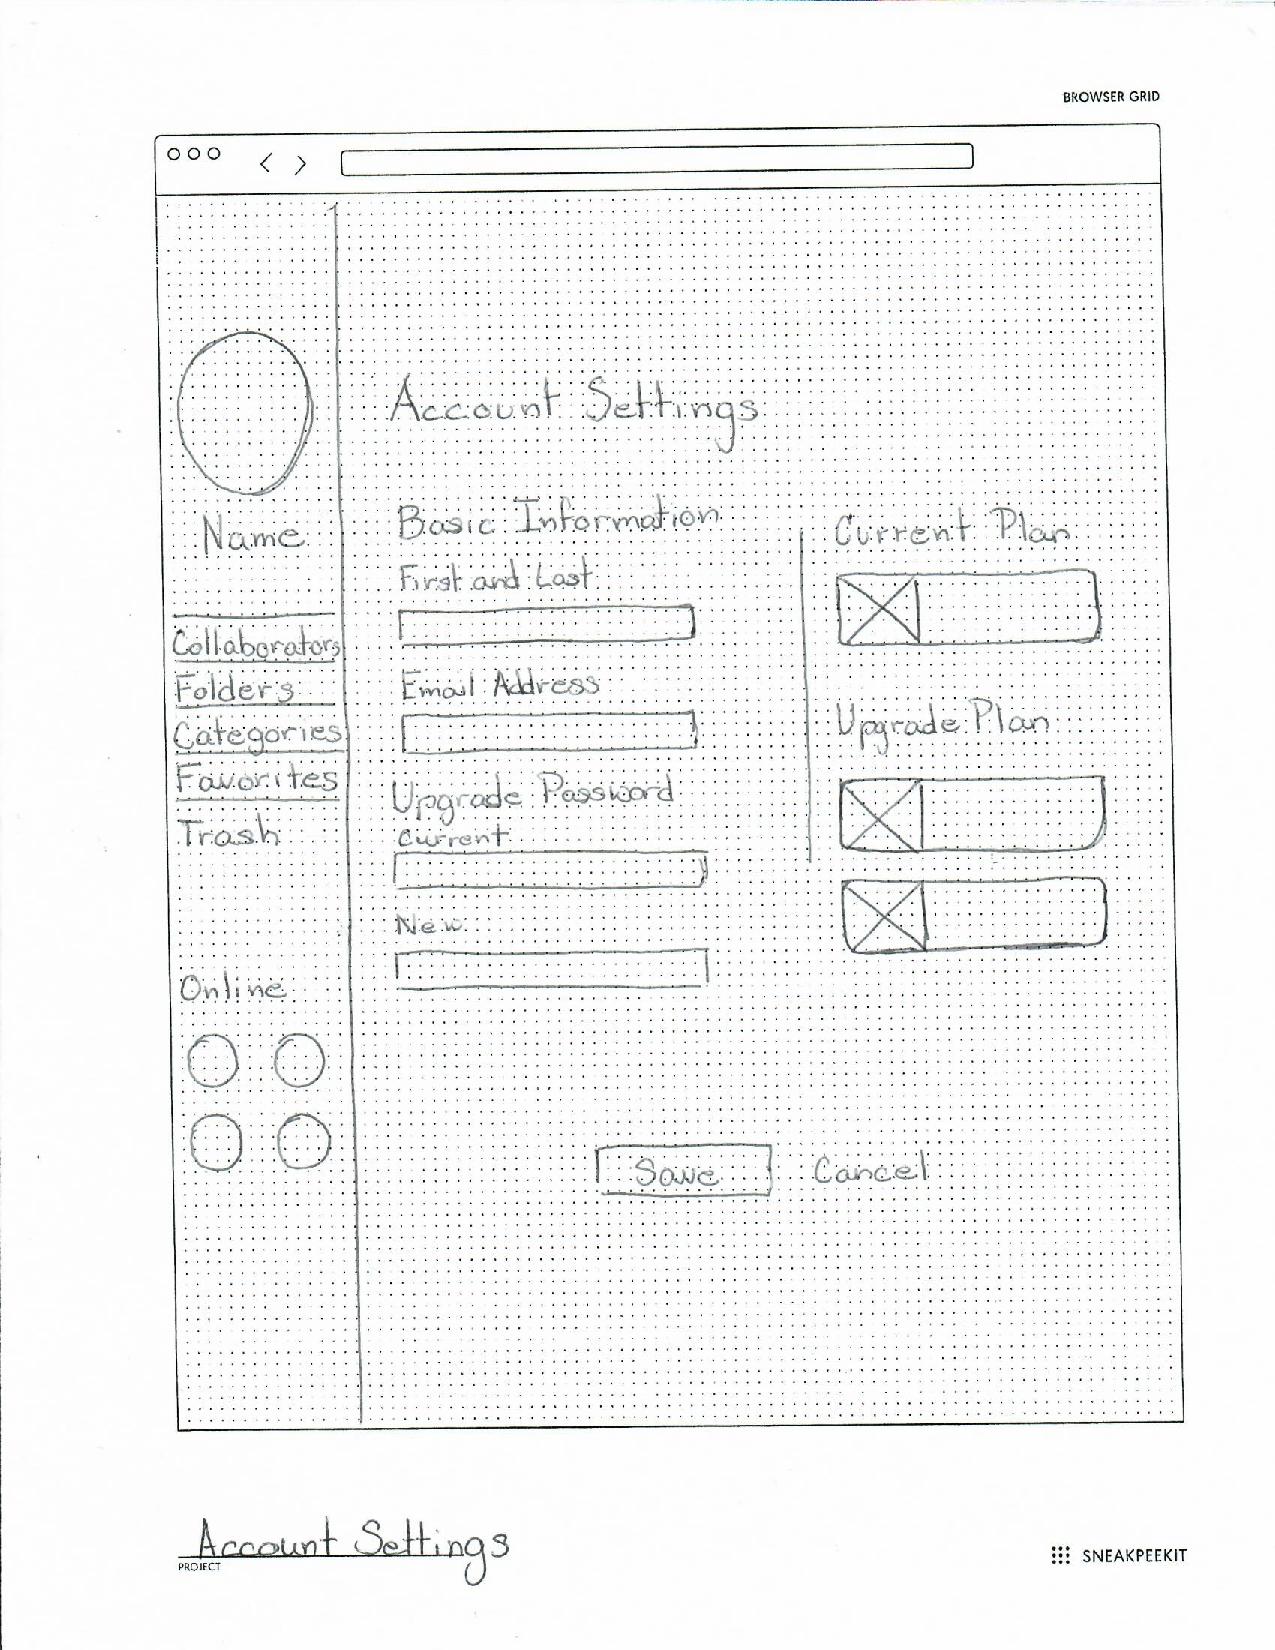 BROWSER GRID
Name
Collaborators
Folders
Categories
Favorites
Trash
Online
Account Settings
Basic Information
First and Last
Email Address
Upgrade Password
Current
New
Current Plan
Upgrade Plan
Save
Cancel
Account Settings
PROJECT
SNEAKPEEKIT